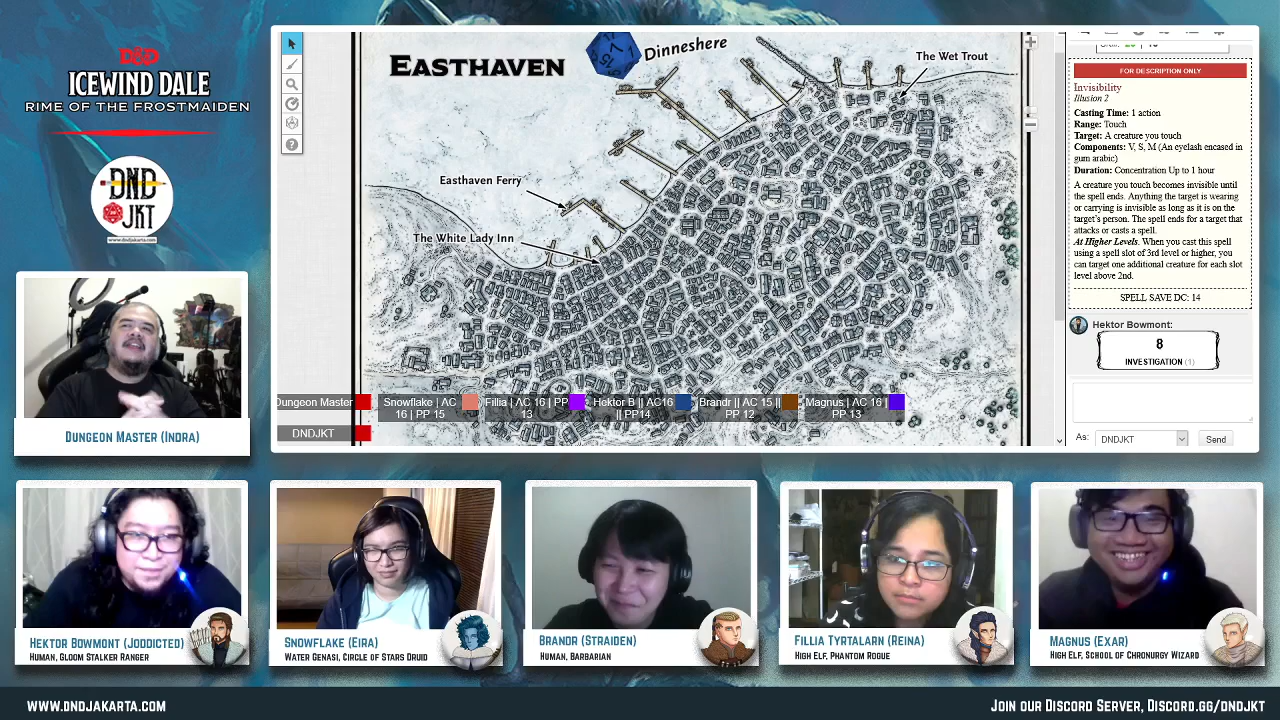 D&D
ICEWIND DALE
RIME OF THE FROSTMAIDEN
DND
JKT
www.dndjakarta.com
DUNGEON MASTER (INDRA)
EASTHAVEN
Dinneshere
The Wet Trout
Easthaven Ferry
The White Lady Inn
Dungeon Master
Snowflake | AC 16 | PP 15
Fillia | AC 16 | PP 13
Hektor B || AC16 || PP14
Brandr || AC 15 || PP 12
Magnus | AC 16 | PP 13
DNDJKT
FOR DESCRIPTION ONLY
Invisibility
Illusion 2
Casting Time: 1 action
Range: Touch
Target: A creature you touch
Components: V, S, M (An eyelash encased in
gum arabic)
Duration: Concentration Up to 1 hour
A creature you touch becomes invisible until
the spell ends. Anything the target is wearing
or carrying is invisible as long as it is on the
target's person. The spell ends for a target that
attacks or casts a spell.
At Higher Levels. When you cast this spell
using a spell slot of 3rd level or higher, you
can target one additional creature for each slot
level above 2nd.
SPELL SAVE DC: 14
Hektor Bowmont:
8
INVESTIGATION (1)
As: DNDJKT Send
HEKTOR BOWMONT (JODDICTED)
HUMAN, GLOOM STALKER RANGER
SNOWFLAKE (EIRA)
WATER GENASI, CIRCLE OF STARS DRUID
BRANDR (STRAIDEN)
HUMAN, BARBARIAN
FILLIA TYRTALARN (REINA)
HIGH ELF, PHANTOM ROGUE
MAGNUS (EXAR)
HIGH ELF, SCHOOL OF CHRONURGY WIZARD
WWW.DNDJAKARTA.COM
JOIN OUR DISCORD SERVER, DISCORD.GG/DNDJKT